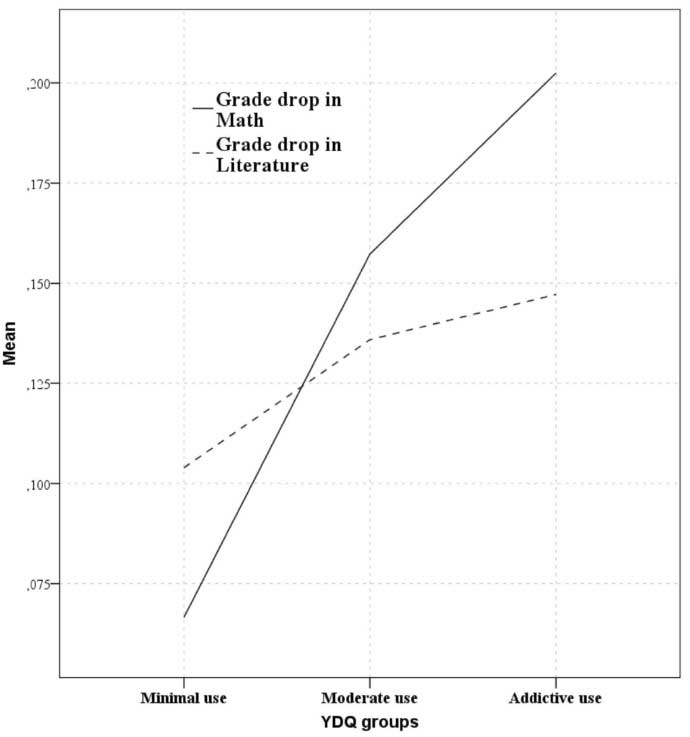 ,200
,175
,150
,125
,100
,075
Mean
Grade drop in
Math
Grade drop in
Literature
Minimal use
Moderate use
Addictive use
YDQ groups